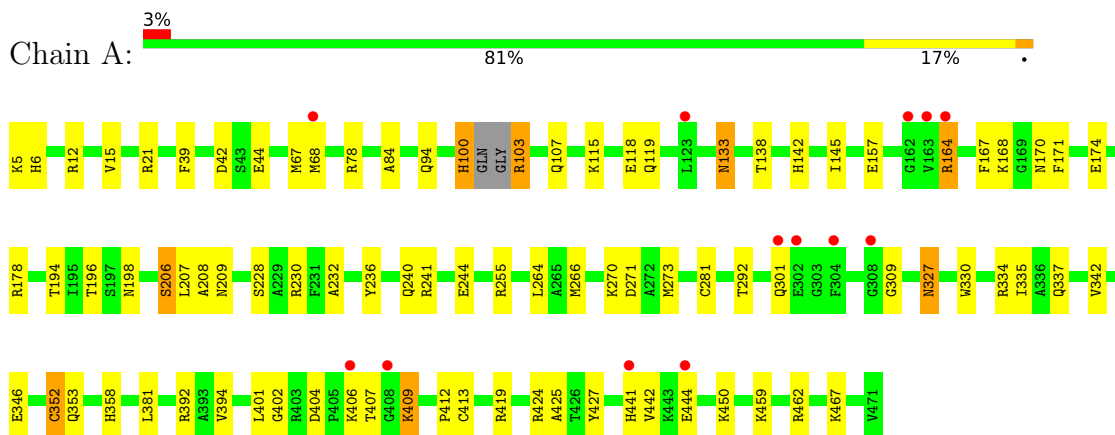 3%
Chain A:
81% 17% •
K5 H6 R12 V15 R21 F39 D42 S43 E44 M67 M68 R78 A84 Q94 H100 GLN GLY R103 Q107 K115 E118 Q119 L123 N133 T138 H142 I145 E157 G162 V163 R164 F167 K168 G169 N170 F171 E174
R178 T194 I195 T196 S197 N198 S206 L207 A208 N209 S228 A229 R230 F231 A232 Y236 Q240 R241 E244 R255 L264 A265 M266 K270 D271 A272 M273 C281 T292 Q301 E302 G303 F304 G308 G309 N327 W330 R334 I335 A336 Q337 V342
E346 C352 Q353 H358 L381 R392 A393 V394 L401 G402 R403 D404 P405 K406 T407 G408 K409 P412 C413 R419 R424 A425 T426 Y427 H441 V442 K443 E444 K450 K459 R462 K467 V471